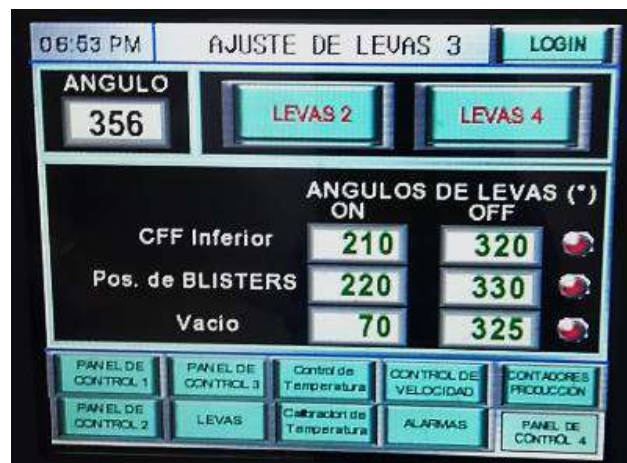 06:53 PM AJUSTE DE LEVAS 3 LOGIN
ANGULO
356
LEVAS 2 LEVAS 4
ANGULOS DE LEVAS (°)
ON OFF
CFF Inferior 210 320
Pos. de BLISTERS 220 330
Vacio 70 325
PANEL DE CONTROL 1
PANEL DE CONTROL 3
Control de Temperatura
CONTROL DE VELOCIDAD
CONTADORES PRODUCCION
PANEL DE CONTROL 2
LEVAS
Calibracion de Temperatura
ALARMAS
PANEL DE CONTROL 4